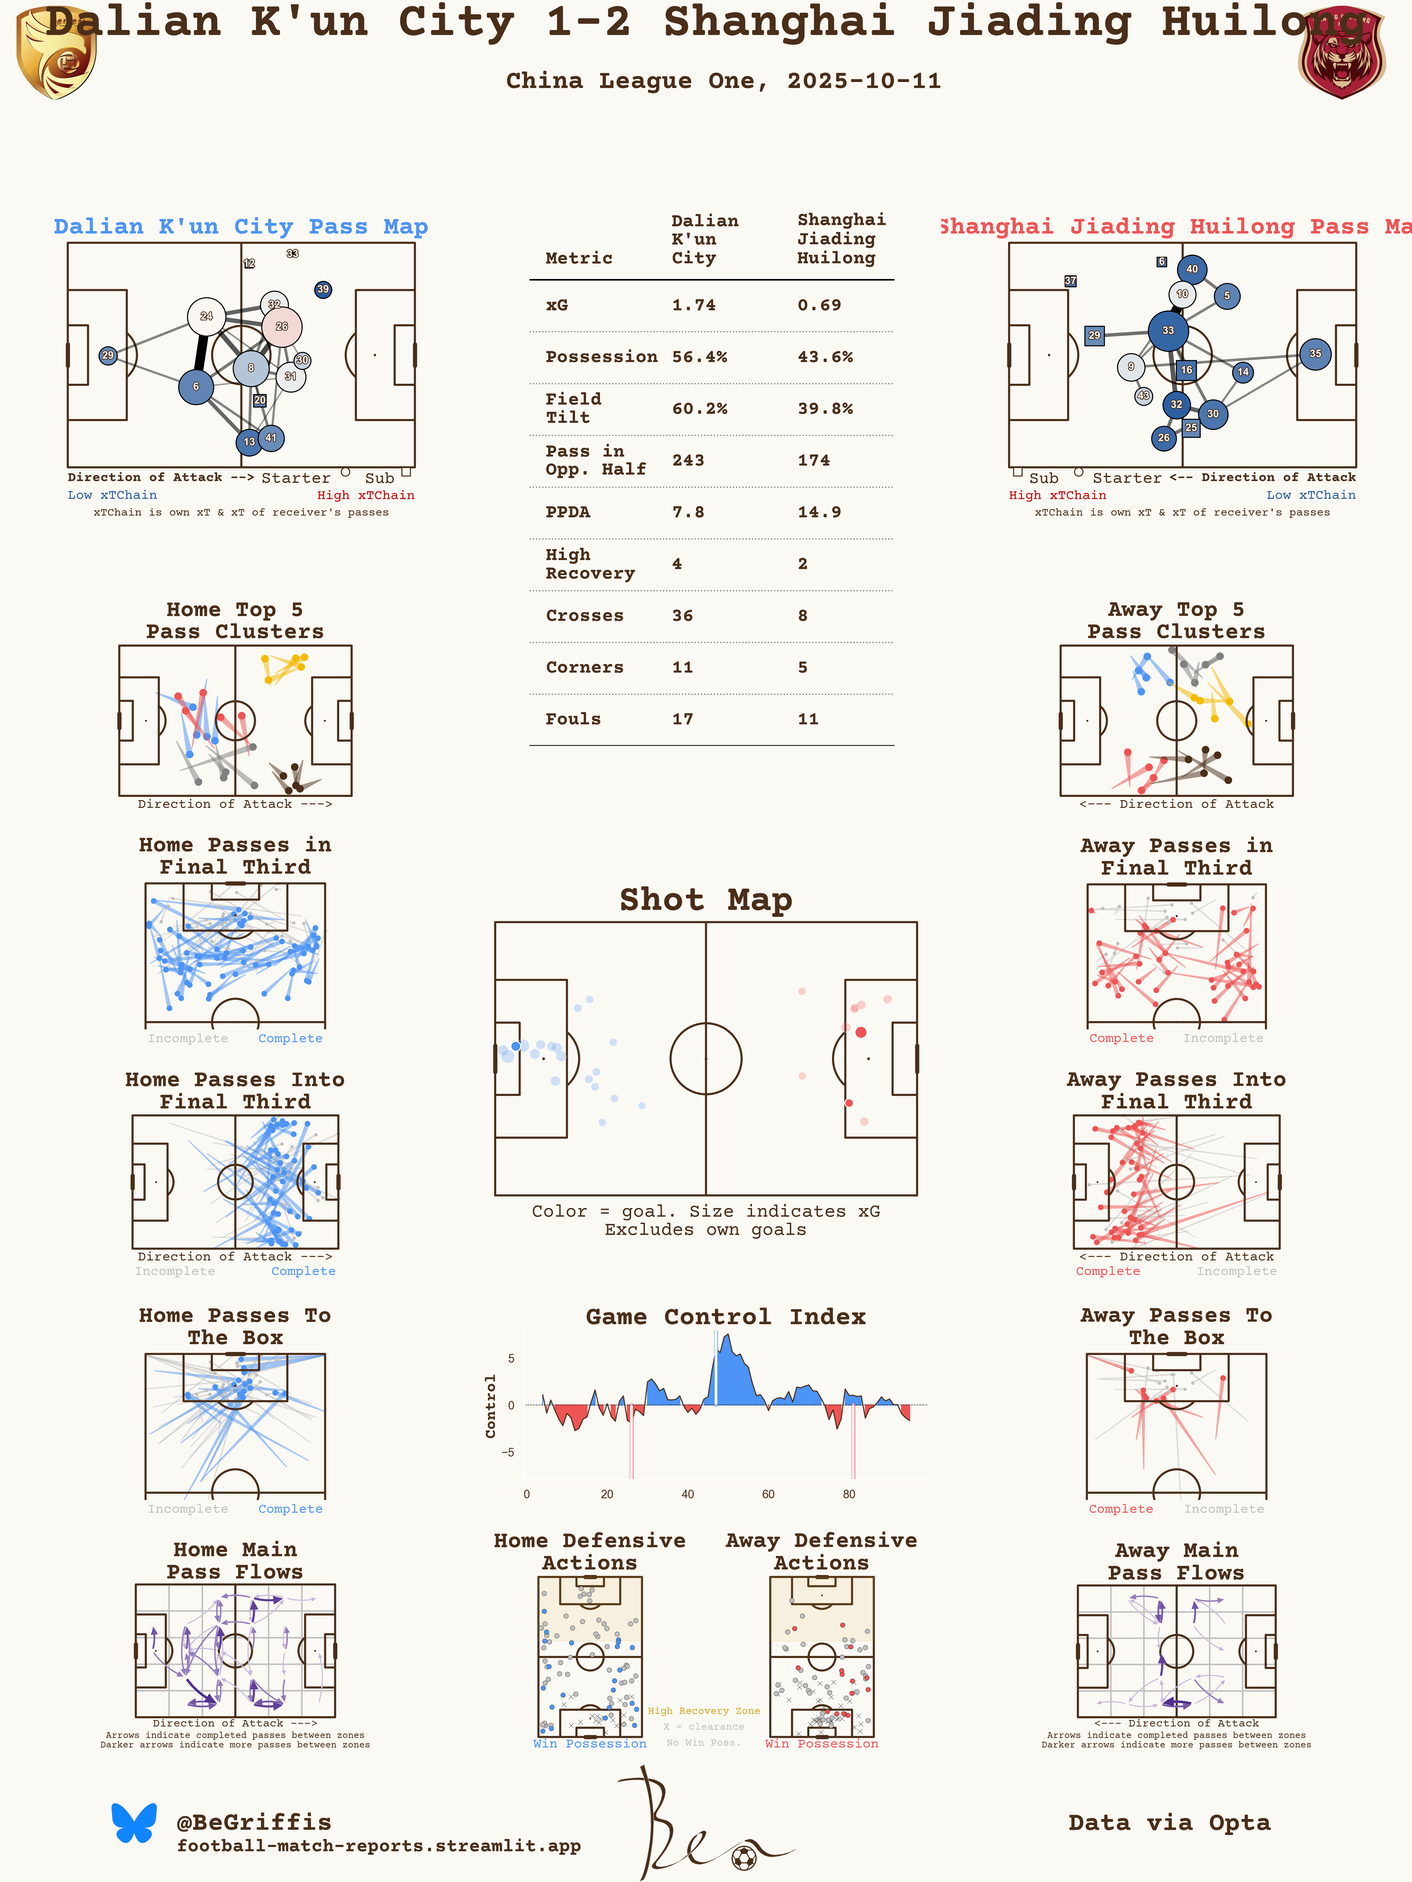 Dalian K'un City 1-2 Shanghai Jiading Huilong
China League One, 2025-10-11
Dalian K'un City Pass Map
33
12
39
32
24
26
29
30
8
31
6
20
13
41
Direction of Attack --> Starter Sub
Low xTChain High xTChain
xTChain is own xT & xT of receiver's passes
Metric Dalian K'un City Shanghai Jiading Huilong
xG 1.74 0.69
Possession 56.4% 43.6%
Field Tilt 60.2% 39.8%
Pass in Opp. Half 243 174
PPDA 7.8 14.9
High Recovery 4 2
Crosses 36 8
Corners 11 5
Fouls 17 11
Shanghai Jiading Huilong Pass Ma
6
40
37
10
5
33
29
35
9
16
14
43
32
30
25
26
Sub Starter <-- Direction of Attack
High xTChain Low xTChain
xTChain is own xT & xT of receiver's passes
Home Top 5
Pass Clusters
Direction of Attack --->
Away Top 5
Pass Clusters
<--- Direction of Attack
Home Passes in
Final Third
Incomplete Complete
Away Passes in
Final Third
Complete Incomplete
Shot Map
Color = goal. Size indicates xG
Excludes own goals
Home Passes Into
Final Third
Direction of Attack --->
Incomplete Complete
Away Passes Into
Final Third
<--- Direction of Attack
Complete Incomplete
Home Passes To
The Box
Incomplete Complete
Game Control Index
Control
5
0
−5
0 20 40 60 80
Away Passes To
The Box
Complete Incomplete
Home Main
Pass Flows
Direction of Attack --->
Arrows indicate completed passes between zones
Darker arrows indicate more passes between zones
Home Defensive
Actions
Win Possession
Away Defensive
Actions
Win Possession
High Recovery Zone
X = clearance
No Win Poss.
Away Main
Pass Flows
<--- Direction of Attack
Arrows indicate completed passes between zones
Darker arrows indicate more passes between zones
@BeGriffis
football-match-reports.streamlit.app
Ben
Data via Opta